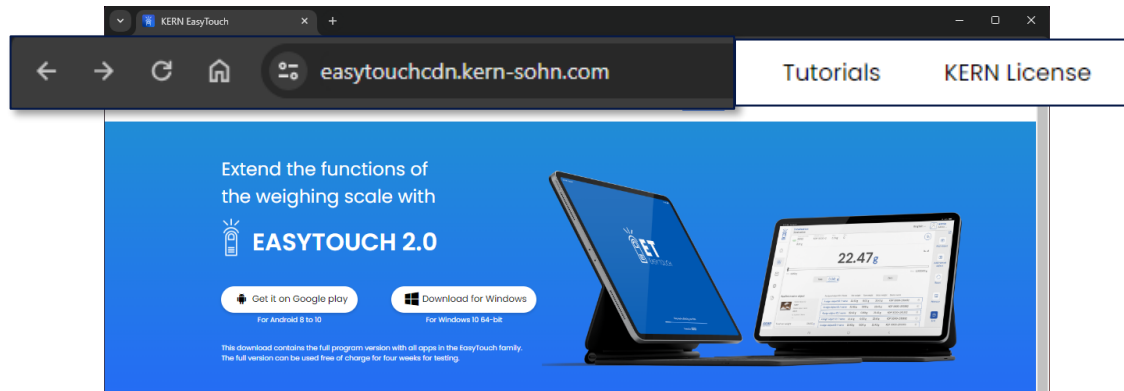 KERN EasyTouch
easytouchcdn.kern-sohn.com
Tutorials KERN License
Extend the functions of
the weighing scale with
EASYTOUCH 2.0
Get it on Google play
Download for Windows
For Android 8 to 10
For Windows 10 64-bit
This download contains the full program version with all apps in the EasyTouch family.
The full version can be used free of charge for four weeks for testing.
ET
22.47g